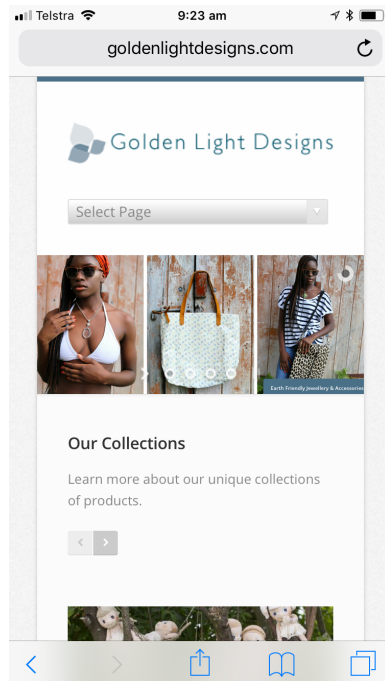 Telstra 9:23 am
goldenlightdesigns.com
Golden Light Designs
Select Page
Earth Friendly Jewellery & Accessories
Our Collections
Learn more about our unique collections
of products.